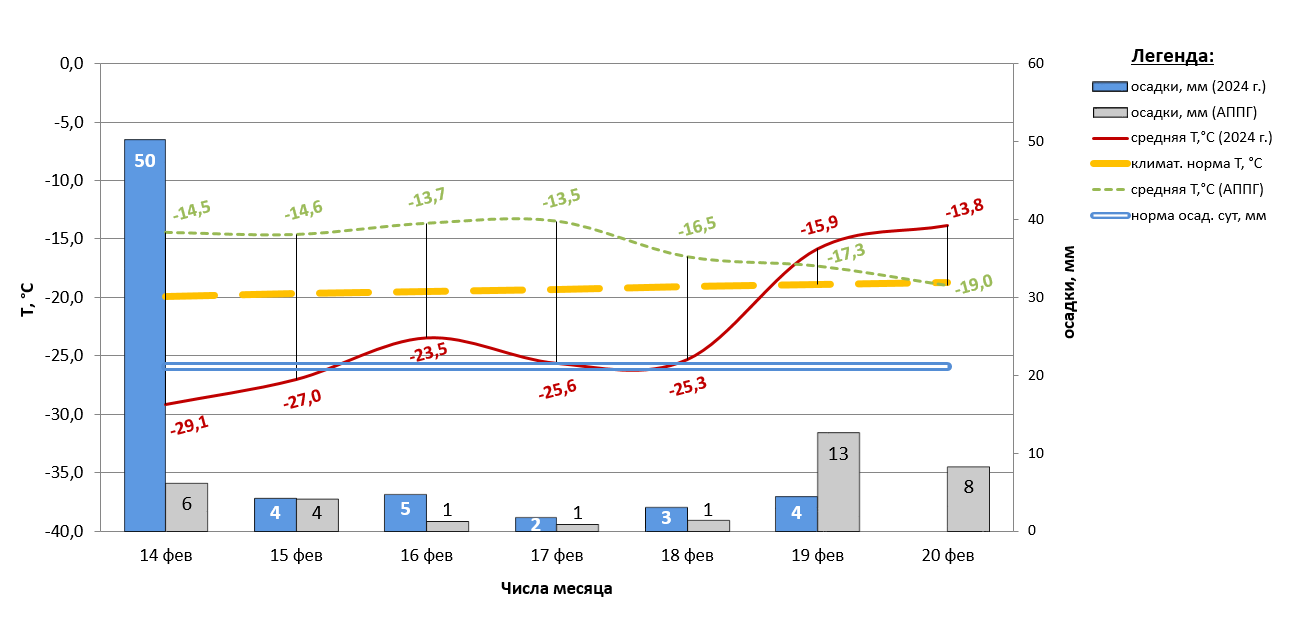 Легенда:
осадки, мм (2024 г.)
осадки, мм (АППГ)
средняя Т,°С (2024 г.)
климат. норма Т, °С
средняя Т,°С (АППГ)
норма осад. сут, мм
Т, °С
0,0
-5,0
-10,0
-15,0
-20,0
-25,0
-30,0
-35,0
-40,0
60
50
40
30
20
10
0
осадки, мм
-14,5
-14,6
-13,7
-13,5
-16,5
-17,3
-19,0
-29,1
-27,0
-23,5
-25,6
-25,3
-15,9
-13,8
50
6
4
4
5
1
2
1
3
1
4
13
8
14 фев
15 фев
16 фев
17 фев
18 фев
19 фев
20 фев
Числа месяца